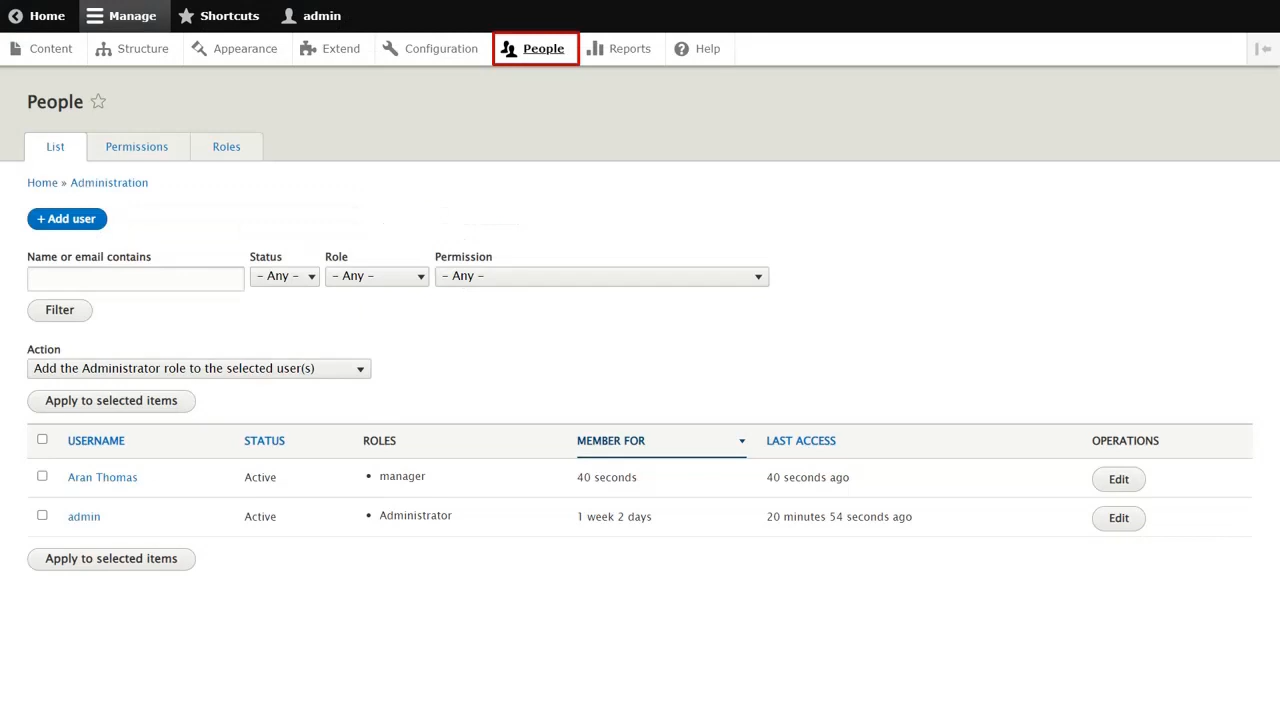 Home Manage Shortcuts admin
Content Structure Appearance Extend Configuration People Reports Help
People
List Permissions Roles
Home » Administration
+ Add user
Name or email contains Status Role Permission
- Any - - Any - - Any -
Filter
Action
Add the Administrator role to the selected user(s)
Apply to selected items
USERNAME STATUS ROLES MEMBER FOR LAST ACCESS OPERATIONS
Aran Thomas Active • manager 40 seconds 40 seconds ago Edit
admin Active • Administrator 1 week 2 days 20 minutes 54 seconds ago Edit
Apply to selected items